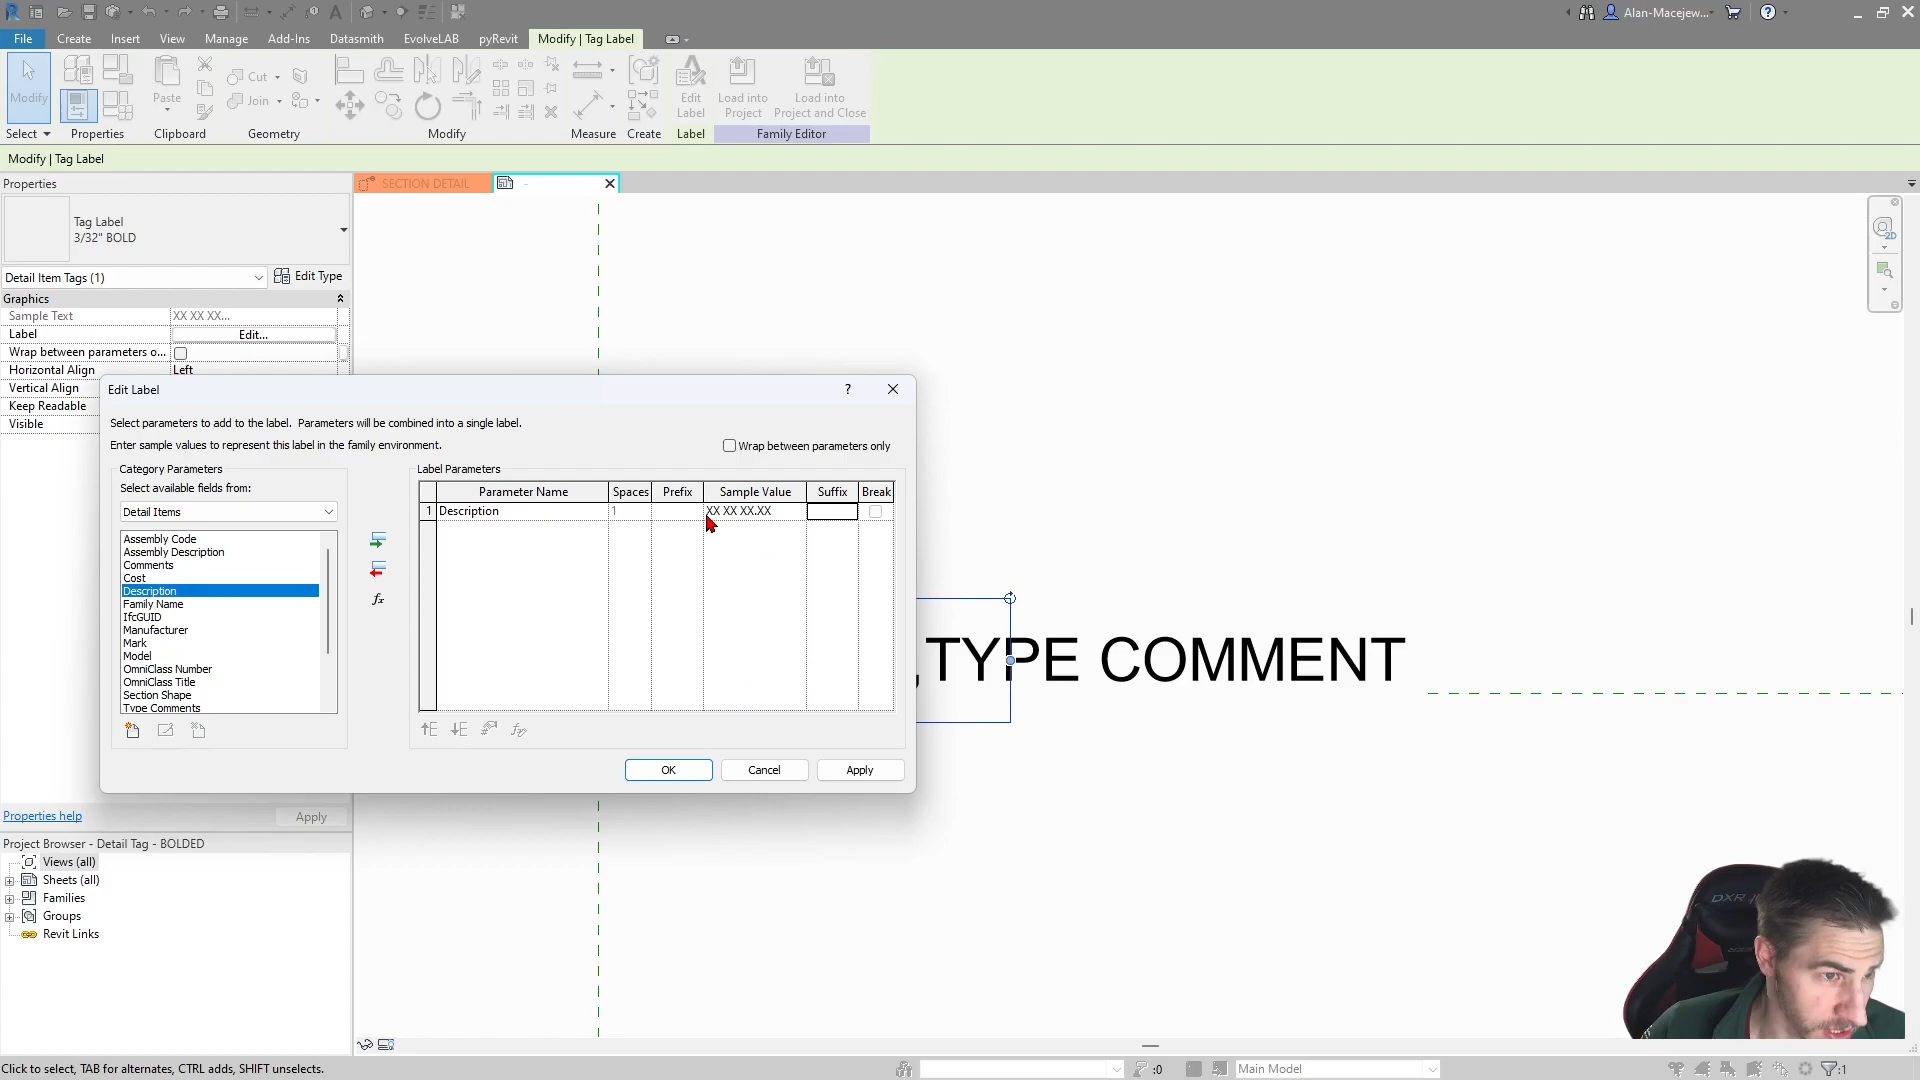 Alan-Macejew...
File Create Insert View Manage Add-Ins Datasmith EvolveLAB pyRevit Modify | Tag Label
Modify
Paste
Cut
Join
Edit Label
Load into Project
Load into Project and Close
Select Properties Clipboard Geometry Modify Measure Create Label Family Editor
Modify | Tag Label
Properties
SECTION DETAIL
-
Tag Label
3/32" BOLD
Detail Item Tags (1)
Edit Type
Graphics
Sample Text XX XX XX...
Label Edit...
Wrap between parameters o...
Horizontal Align Left
Vertical Align
Keep Readable
Visible
Edit Label
?
Select parameters to add to the label. Parameters will be combined into a single label.
Enter sample values to represent this label in the family environment.
Wrap between parameters only
Category Parameters
Select available fields from:
Detail Items
Assembly Code
Assembly Description
Comments
Cost
Description
Family Name
IfcGUID
Manufacturer
Mark
Model
OmniClass Number
OmniClass Title
Section Shape
Type Comments
fx
Label Parameters
Parameter Name Spaces Prefix Sample Value Suffix Break
1 Description 1 XX XX XX.XX
OK Cancel Apply
,TYPE COMMENT
2D
Properties help
Apply
Project Browser - Detail Tag - BOLDED
Views (all)
Sheets (all)
Families
Groups
Revit Links
DXR
Click to select, TAB for alternates, CTRL adds, SHIFT unselects.
:0
Main Model
:1